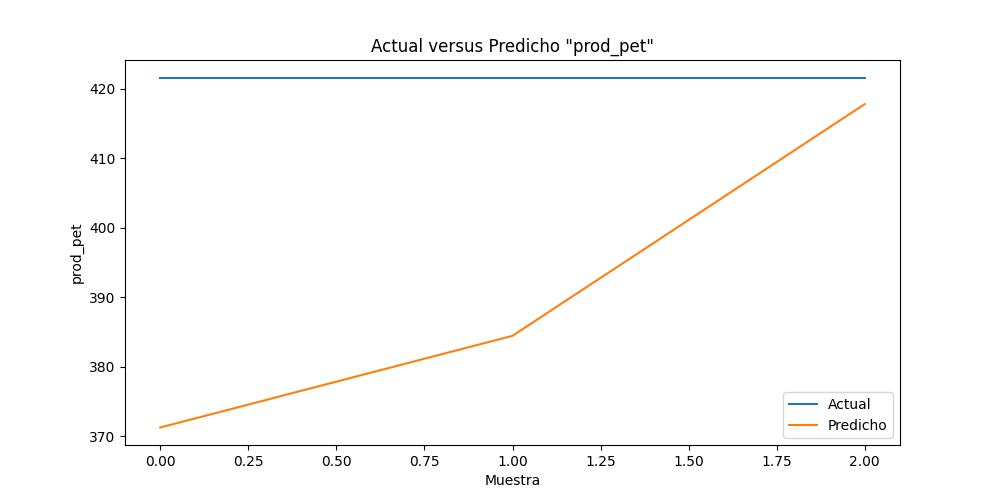 Actual versus Predicho "prod_pet"
420
410
400
390
380
370
prod_pet
0.00 0.25 0.50 0.75 1.00 1.25 1.50 1.75 2.00
Muestra
Actual
Predicho